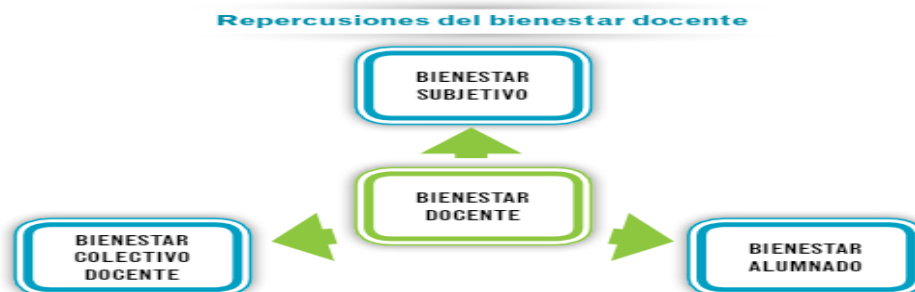 Repercusiones del bienestar docente
BIENESTAR
SUBJETIVO
BIENESTAR
DOCENTE
BIENESTAR
COLECTIVO
DOCENTE
BIENESTAR
ALUMNADO